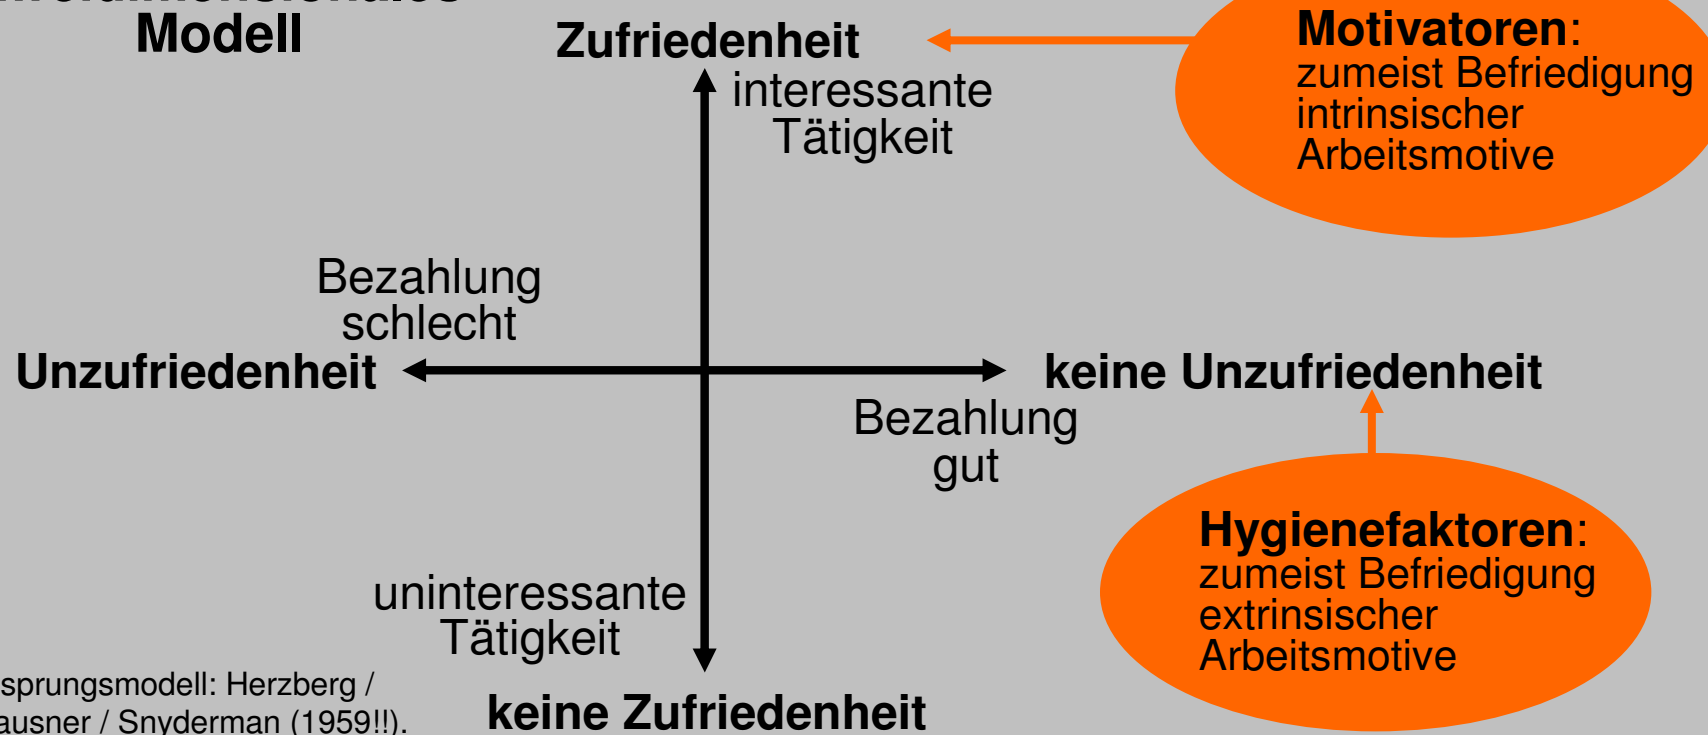 Modell
Zufriedenheit
interessante
Tätigkeit
Motivatoren:
zumeist Befriedigung
intrinsischer
Arbeitsmotive
Bezahlung
schlecht
Unzufriedenheit
keine Unzufriedenheit
Bezahlung
gut
Hygienefaktoren:
zumeist Befriedigung
extrinsischer
Arbeitsmotive
uninteressante
Tätigkeit
keine Zufriedenheit
sprungsmodell: Herzberg /
ausner / Snyderman (1959!!).